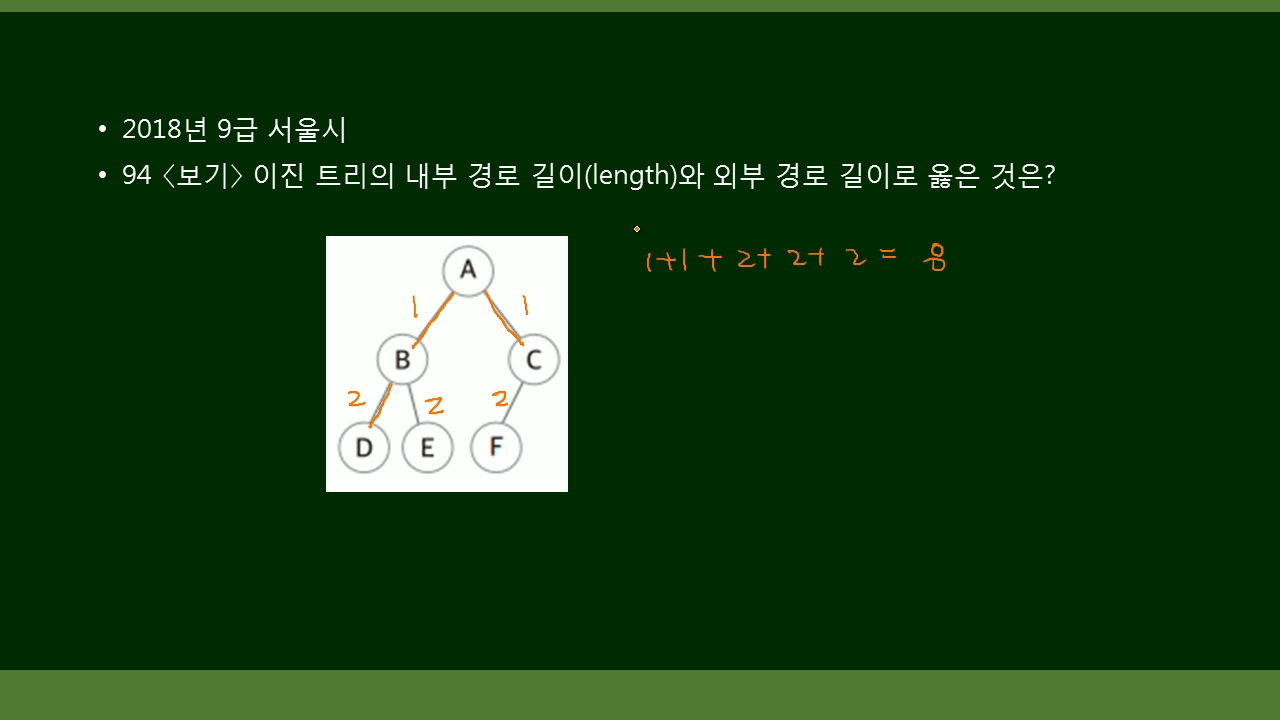 • 2018년 9급 서울시
• 94 〈보기〉 이진 트리의 내부 경로 길이(length)와 외부 경로 길이로 옳은 것은?
1+1+2+2+2=8
A
1 1
B C
2 2 2
D E F